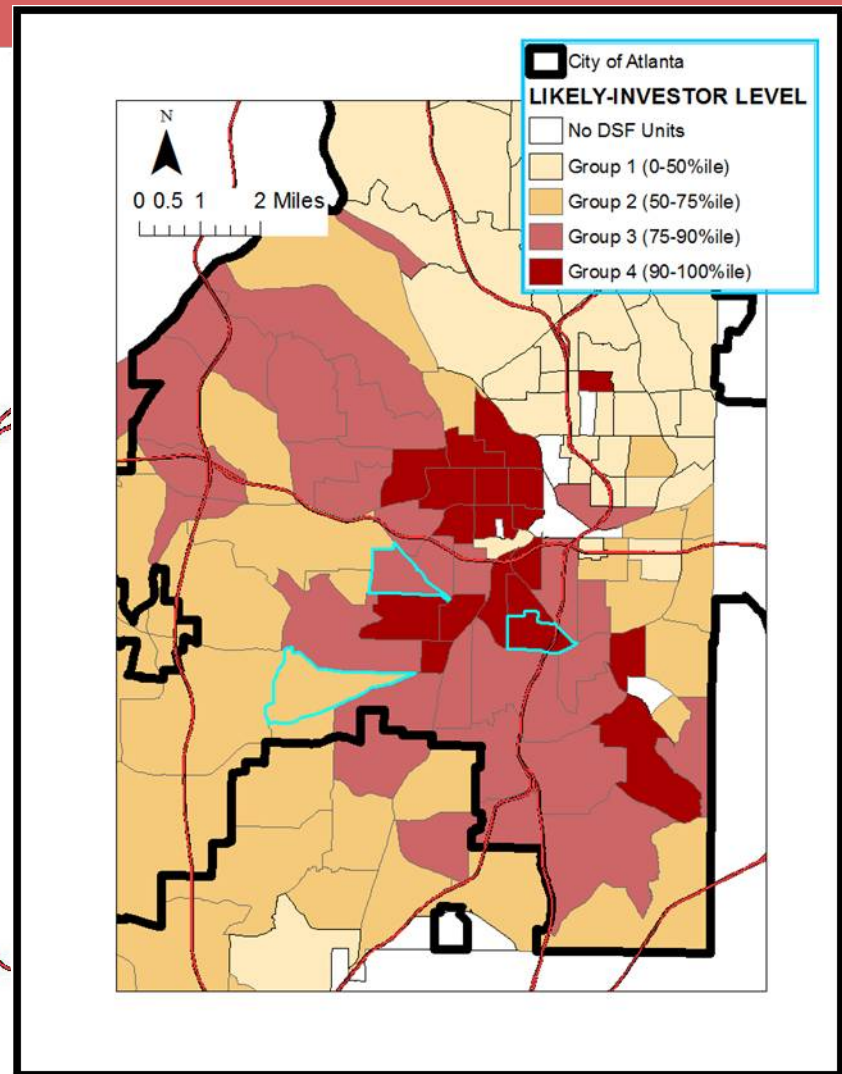 City of Atlanta
LIKELY-INVESTOR LEVEL
No DSF Units
Group 1 (0-50%ile)
Group 2 (50-75%ile)
Group 3 (75-90%ile)
Group 4 (90-100%ile)
N
0 0.5 1 2 Miles